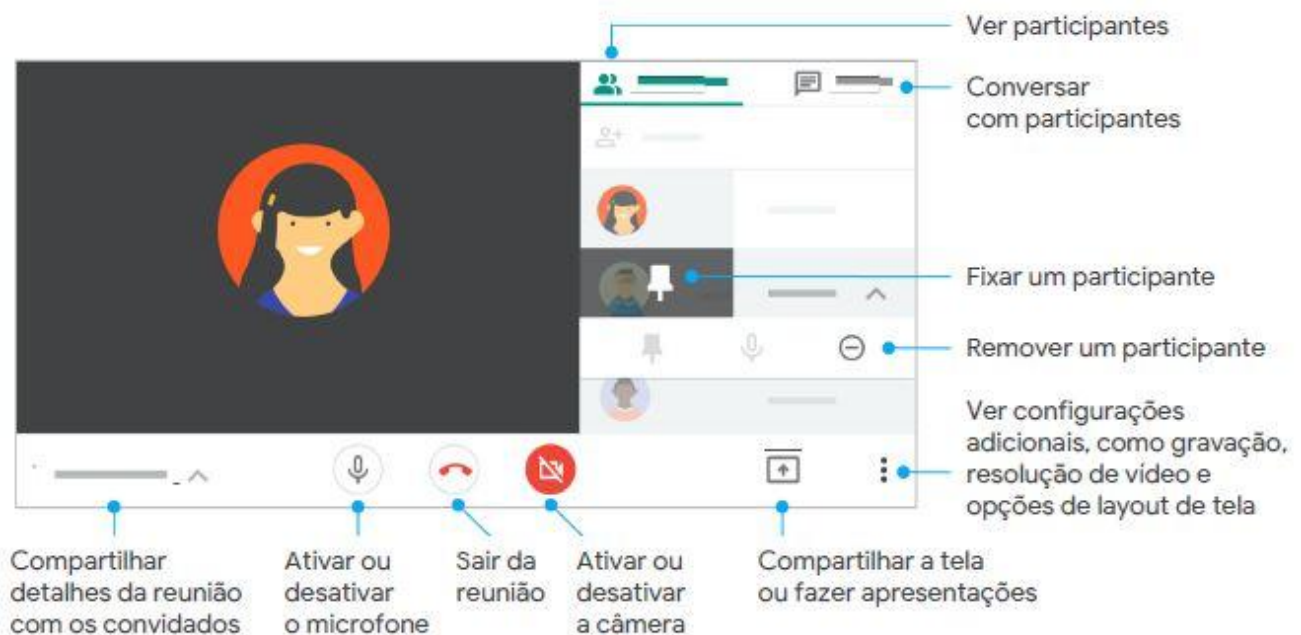 Ver participantes
Conversar
com participantes
Fixar um participante
Remover um participante
Ver configurações
adicionais, como gravação,
resolução de vídeo e
opções de layout de tela
Compartilhar
detalhes da reunião
com os convidados
Ativar ou
desativar
o microfone
Sair da
reunião
Ativar ou
desativar
a câmera
Compartilhar a tela
ou fazer apresentações